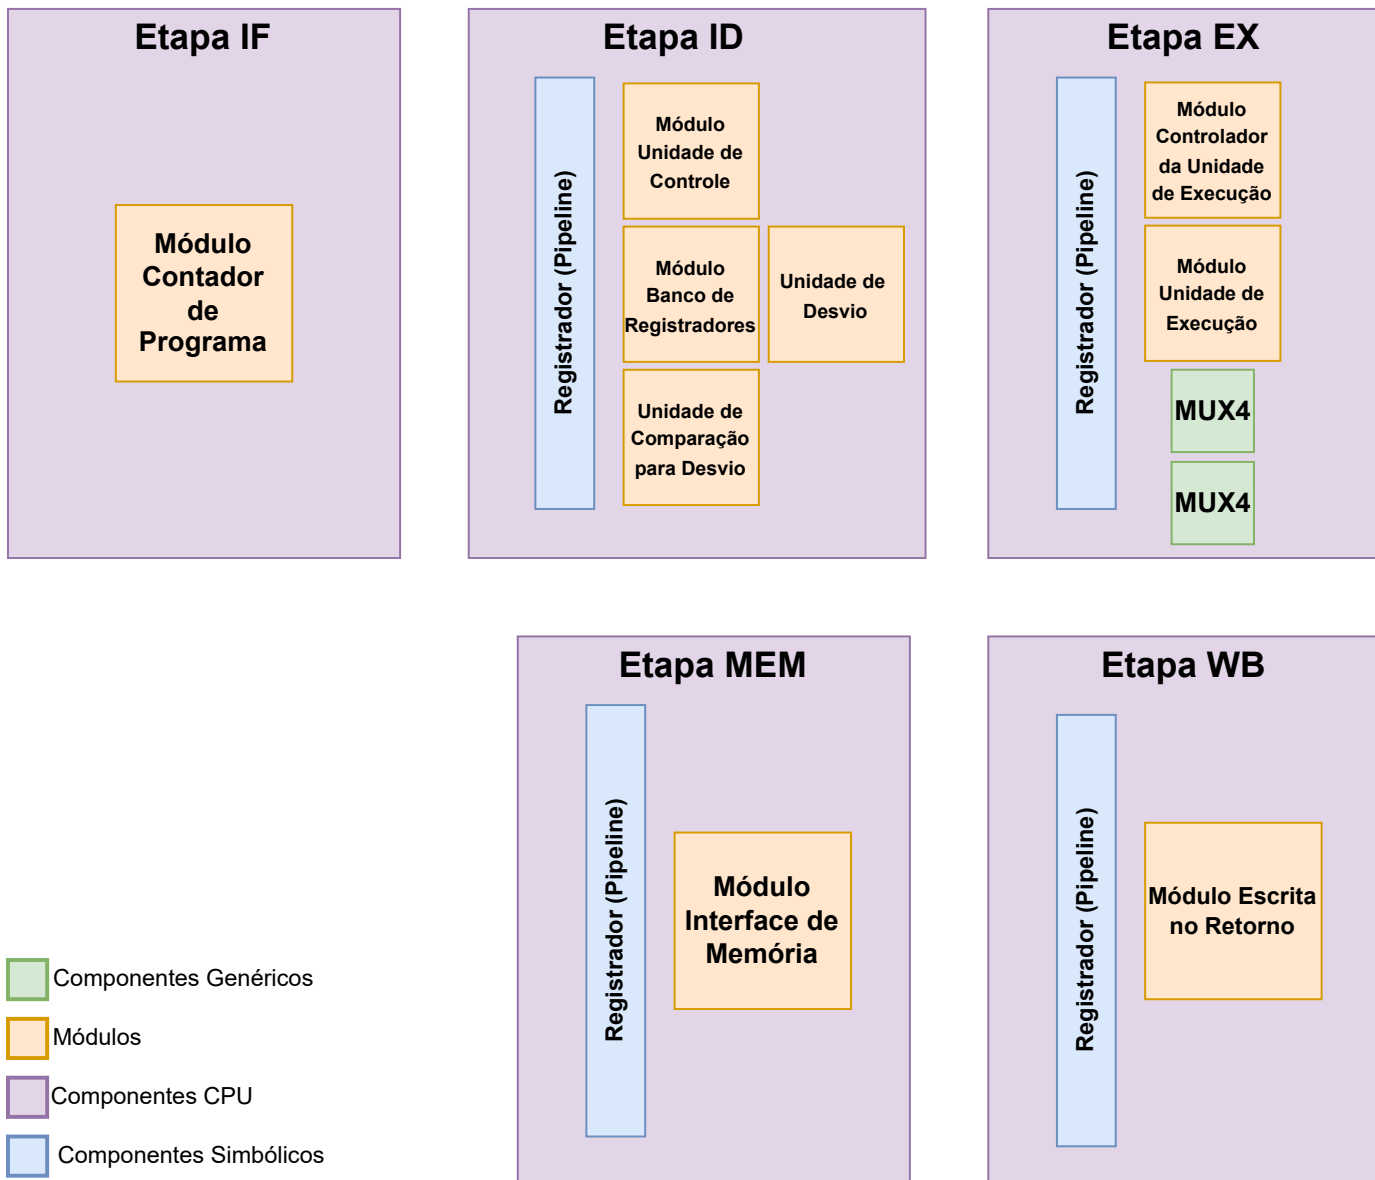 Etapa IF
Módulo
Contador
de
Programa
Etapa ID
Registrador (Pipeline)
Módulo
Unidade de
Controle
Módulo
Banco de
Registradores
Unidade de
Desvio
Unidade de
Comparação
para Desvio
Etapa EX
Registrador (Pipeline)
Módulo
Controlador
da Unidade
de Execução
Módulo
Unidade de
Execução
MUX4
MUX4
Etapa MEM
Registrador (Pipeline)
Módulo
Interface de
Memória
Etapa WB
Registrador (Pipeline)
Módulo Escrita
no Retorno
Componentes Genéricos
Módulos
Componentes CPU
Componentes Simbólicos